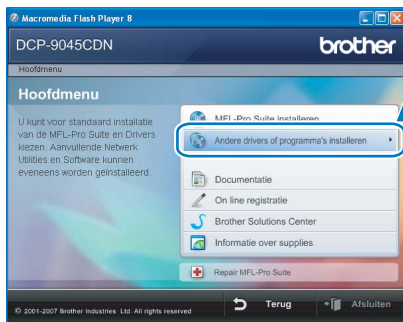 Macromedia Flash Player 8
DCP-9045CDN
brother
Hoofdmenu
Hoofdmenu
U kunt voor standaard installatie
van de MFL-Pro Suite en Drivers
kiezen. Aanvullende Netwerk
Utilities en Software kunnen
eveneens worden geïnstalleerd.
MFL-Pro Suite installeren
Andere drivers of programma's installeren
Documentatie
On line registratie
Brother Solutions Center
Informatie over supplies
Repair MFL-Pro Suite
© 2001-2007 Brother Industries Ltd. All rights reserved
Terug
Afsluiten